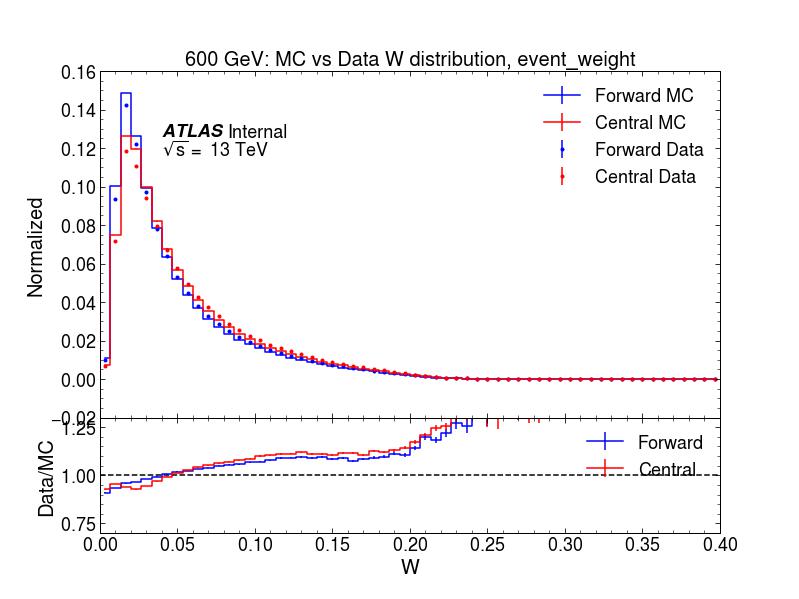 600 GeV: MC vs Data W distribution, event_weight
0.16
0.14
0.12
0.10
0.08
0.06
0.04
0.02
0.00
−0.02
Normalized
ATLAS Internal
√s = 13 TeV
Forward MC
Central MC
Forward Data
Central Data
1.25
1.00
0.75
Data/MC
Forward
Central
0.00 0.05 0.10 0.15 0.20 0.25 0.30 0.35 0.40
W